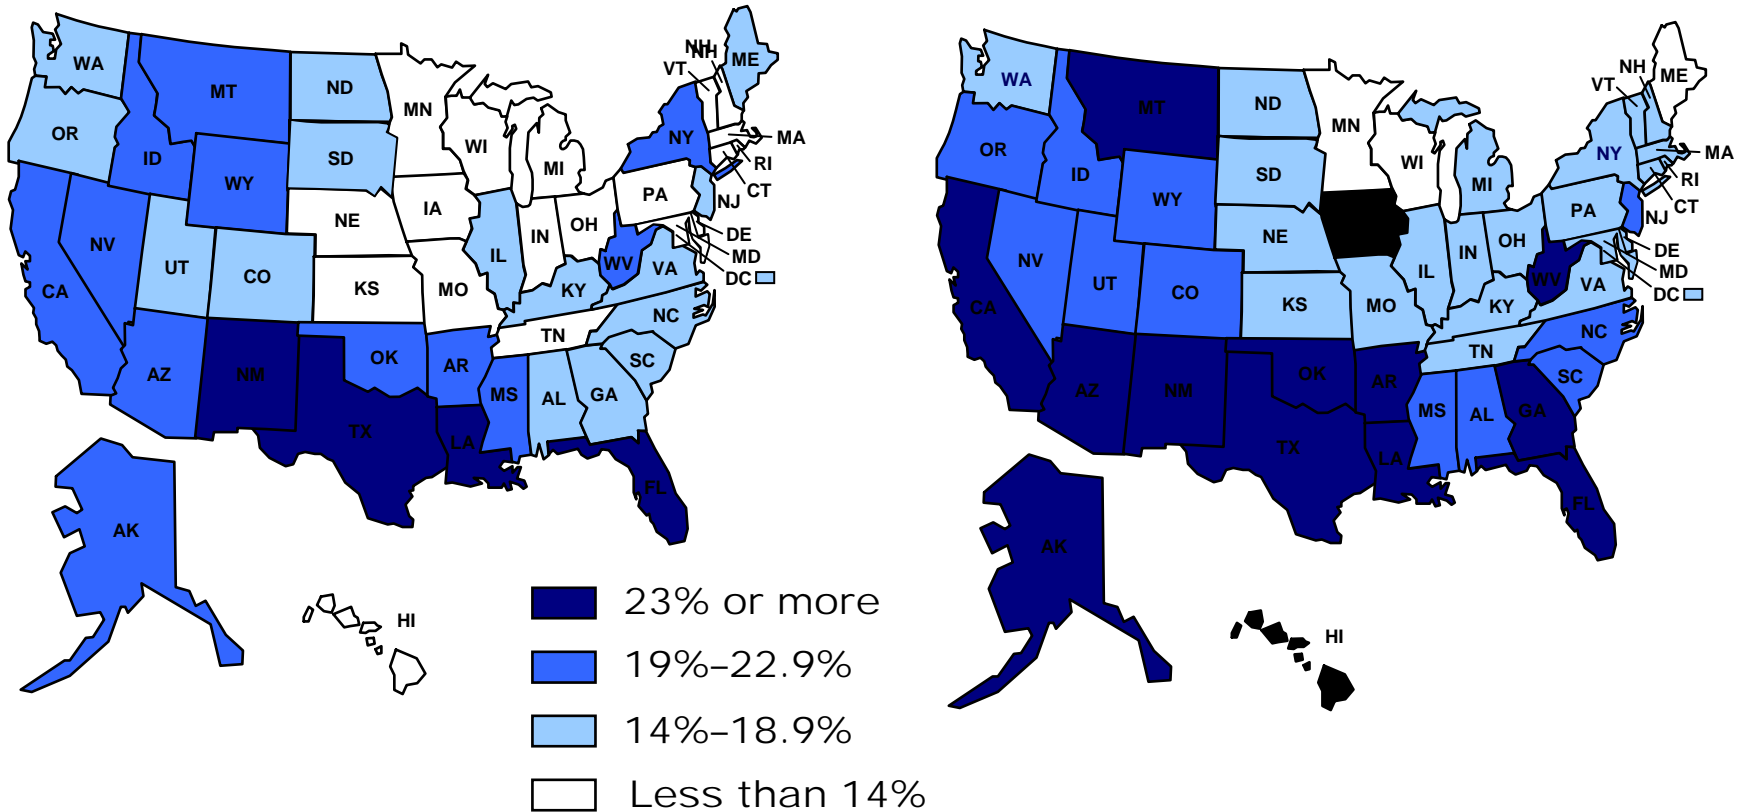 WA
OR
CA
NV
ID
MT
WY
UT
AZ
CO
NM
ND
SD
NE
KS
OK
TX
MN
IA
MO
AR
LA
WI
IL
MS
MI
IN
KY
TN
AL
OH
WV
GA
FL
SC
NC
VA
PA
NY
VT
NH
NH
ME
MA
RI
CT
NJ
DE
MD
DC
AK
HI
WA
OR
CA
NV
ID
MT
WY
UT
AZ
CO
NM
ND
SD
NE
KS
OK
TX
MN
MO
AR
LA
WI
IL
MS
MI
IN
KY
TN
AL
OH
WV
GA
FL
SC
NC
VA
PA
NY
VT
NH
ME
MA
RI
CT
NJ
DE
MD
DC
AK
HI
23% or more
19%–22.9%
14%–18.9%
Less than 14%